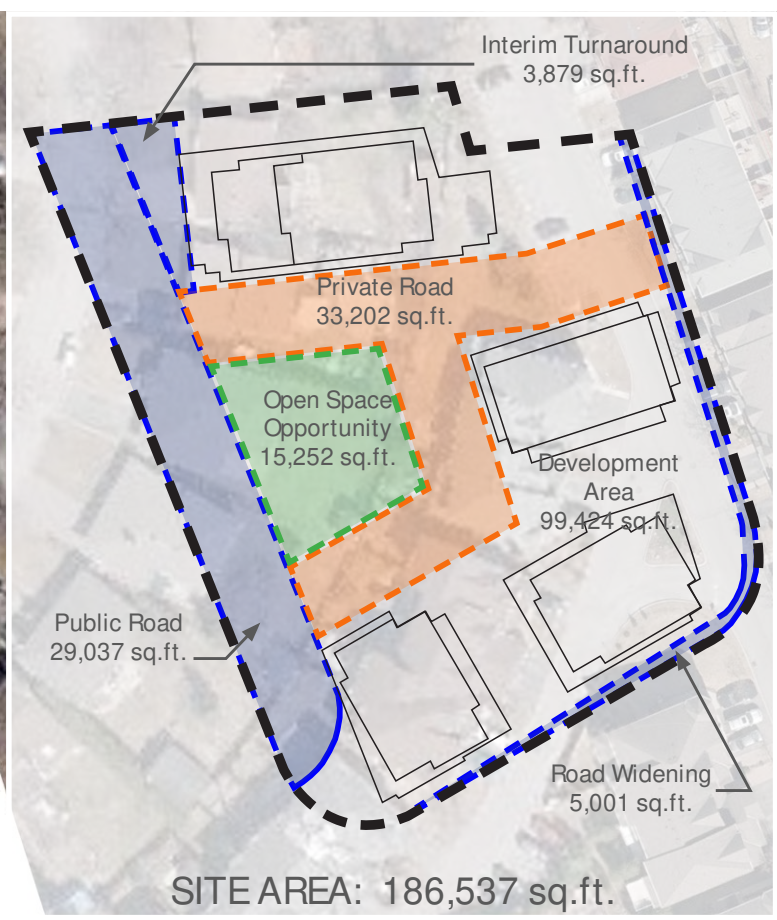 Interim Turnaround
3,879 sq.ft.
Private Road
33,202 sq.ft.
Open Space
Opportunity
15,252 sq.ft.
Development
Area
99,424 sq.ft.
Public Road
29,037 sq.ft.
Road Widening
5,001 sq.ft.
SITE AREA: 186,537 sq.ft.